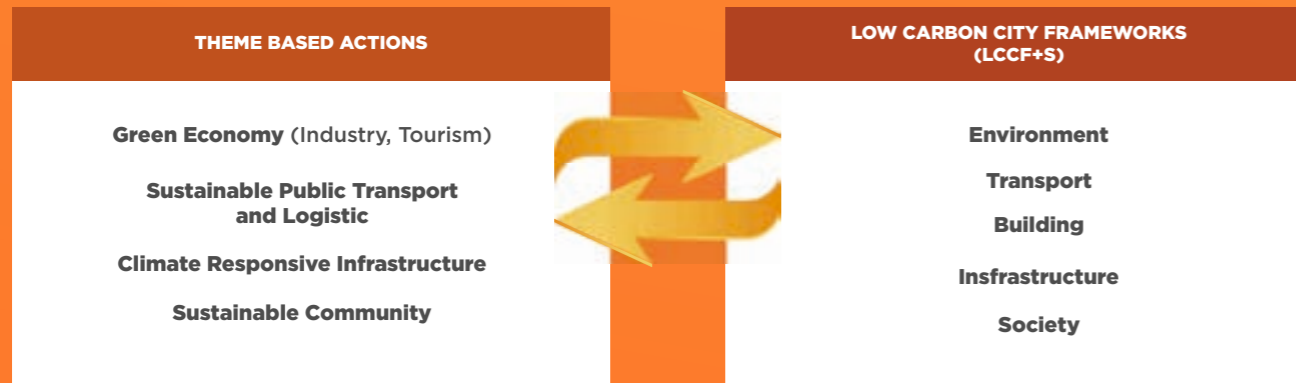 THEME BASED ACTIONS
Green Economy (Industry, Tourism)
Sustainable Public Transport
and Logistic
Climate Responsive Infrastructure
Sustainable Community
LOW CARBON CITY FRAMEWORKS
(LCCF+S)
Environment
Transport
Building
Insfrastructure
Society